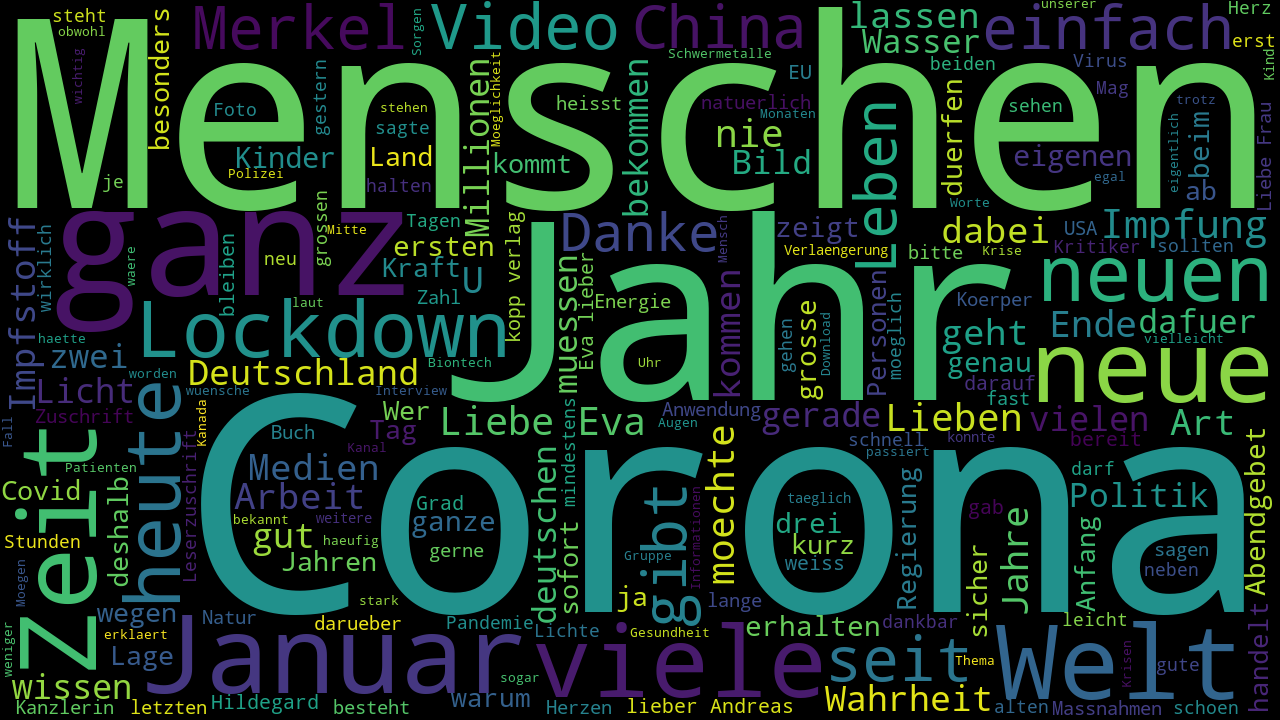 steht
obwohl
besonders
Merkel
Sorgen
Video
China
lassen
Wasser
einfach
unserer
Herz
erst
Menschen
wichtig
Foto
gestern
stehen
sagte
Moeglichkeit
heisst
Schwermetalle
EU
beiden
Virus
Mag
Kind
natuerlich
Monaten
sehen
trotz
Kinder
Polizei
Land
halten
Millionen
kommt
bekommen
nie
Bild
Leben
duerfen
eigenen
egal
eigentlich
beim
ab
Liebe Frau
je
Worte
ganz
grossen
Mitte
Tagen
ersten
Danke
Mensch
zeigt
Verlaengerung
dabei
bitte
Krise
USA
Kritiker
Impfung
sollten
Impfstoff
wirklich
waere
bleiben
neu
Kraft
U
Zahl
kopp verlag
muessen
Eva lieber
Energie
kommen
Jahr
Personen
moeglich
Koerper
neuen
laut
haette
Lockdown
grosse
gehen
Download
geht
genau
Ende
dafuer
vielleicht
zwei
worden
Deutschland
Biontech
Uhr
darauf
fast
neue
Licht
wuensche
Interview
Zuschrift
Fall
Kanada
Wer
Tag
Liebe
Eva
Anwendung
Augen
gerade
Lieben
vielen
Art
heute
Leserzuschrift
Buch
Kanal
mindestens
schnell
konnte
bereit
passiert
Zeit
Patienten
Medien
Corona
darf
Covid
deshalb
Arbeit
Grad
deutschen
moechte
taeglich
Regierung
Politik
Abendgebet
bekannt
weitere
ganze
gibt
Informationen
drei
gab
Jahre
Anfang
Stunden
gut
haeufig
gerne
sofort
Gruppe
kurz
sicher
sagen
Jahren
weiss
neben
Moegen
stark
ja
lange
wegen
Natur
darueber
Pandemie
Lichte
Gesundheit
erhalten
dankbar
leicht
handelt
weniger
erklaert
Lage
Januar
viele
seit
Thema
Welt
Krisen
gute
wissen
sogar
Kanzlerin
letzten
Hildegard
besteht
warum
Herzen
lieber
Andreas
Wahrheit
alten
Massnahmen
schoen